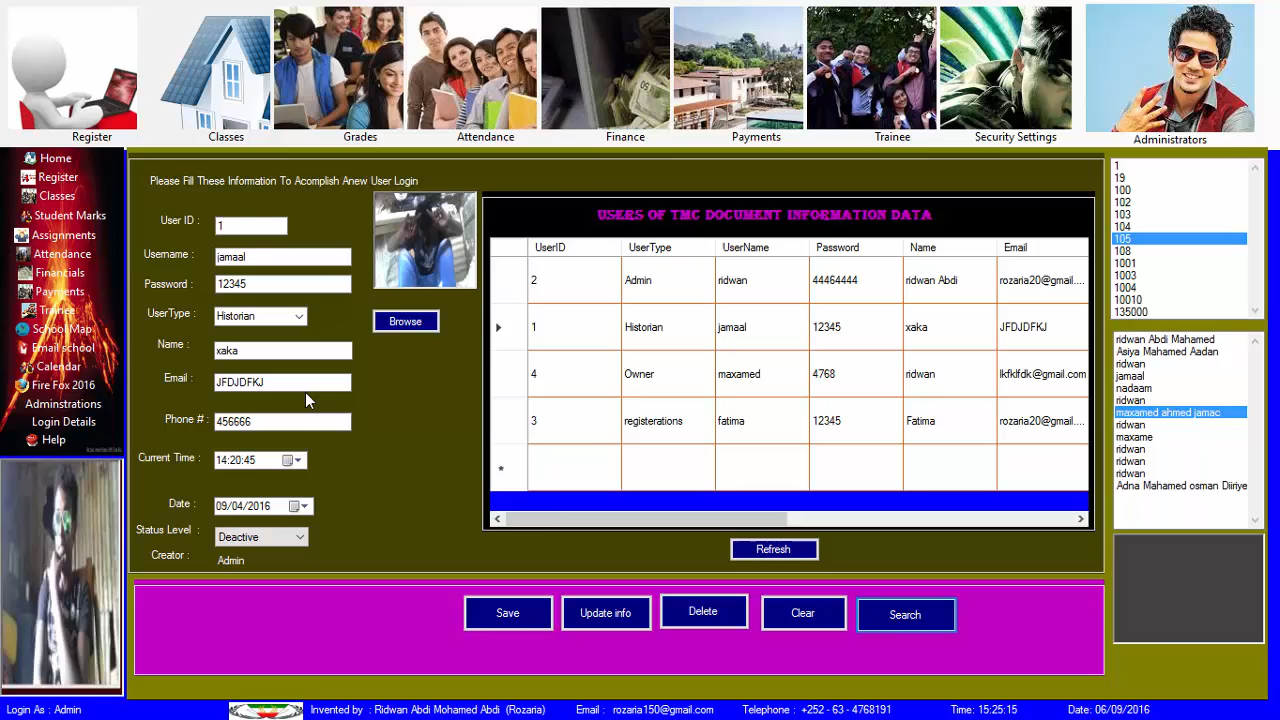 Register Classes Grades Attendance Finance Payments Trainee Security Settings Administrators
Home
Register
Classes
Student Marks
Assignments
Attendance
Financials
Payments
Trainee
School Map
Email school
Calendar
Fire Fox 2016
Adminstrations
Login Details
Help
Please Fill These Information To Acomplish Anew User Login
User ID : 1
Username : jamaal
Password : 12345
UserType : Historian
Name : xaka
Email : JFDJDFKJ
Phone # : 456666
Current Time : 14:20:45
Date : 09/04/2016
Status Level : Deactive
Creator : Admin
Browse
USERS OF TMC DOCUMENT INFORMATION DATA
UserID UserType UserName Password Name Email
2 Admin ridwan 44464444 ridwan Abdi rozaria20@gmail....
1 Historian jamaal 12345 xaka JFDJDFKJ
4 Owner maxamed 4768 ridwan lkfklfdk@gmail.com
3 registerations fatima 12345 Fatima rozaria20@gmail....
Refresh
Save Update info Delete Clear Search
1
19
100
102
103
104
105
108
1001
1003
1004
10010
135000
ridwan Abdi Mohamed
Asiya Mahamed Aadan
ridwan
jamaal
nadaam
ridwan
maxamed ahmed jamac
ridwan
maxame
ridwan
ridwan
ridwan
Adna Mahamed osman Diiriye
Login As : Admin Invented by : Ridwan Abdi Mohamed Abdi (Rozaria) Email : rozaria150@gmail.com Telephone : +252 - 63 - 4768191 Time: 15:25:15 Date: 06/09/2016